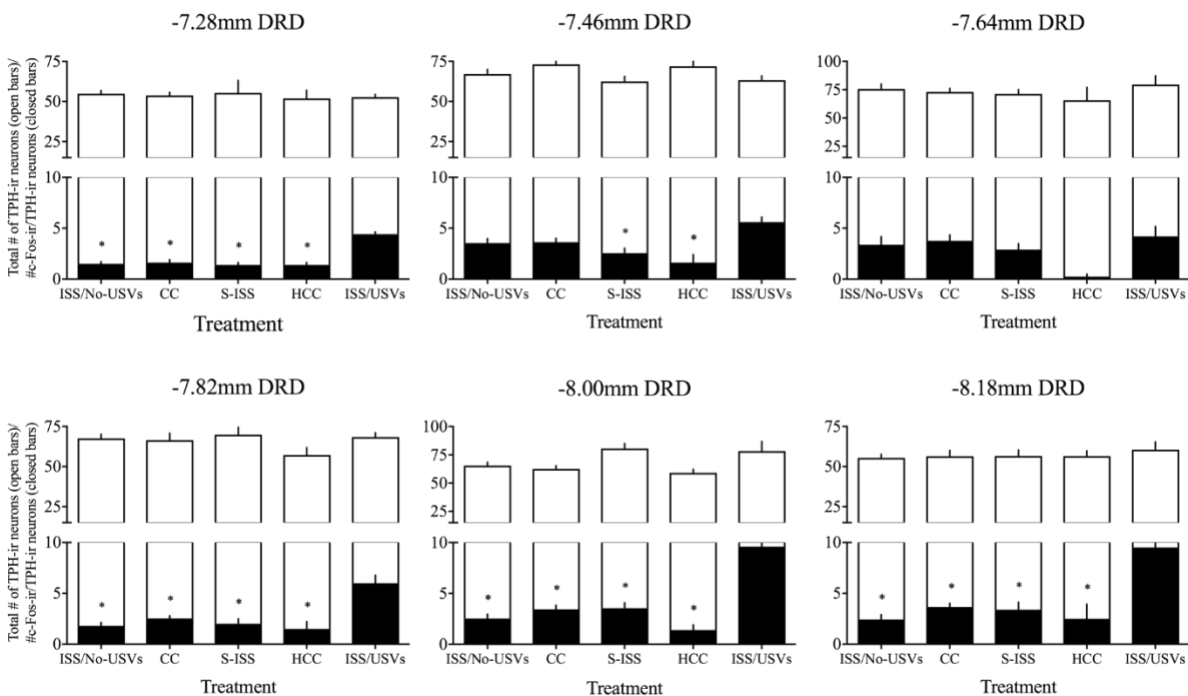 -7.28mm DRD
-7.46mm DRD
-7.64mm DRD
Total # of TPH-ir neurons (open bars)/
#c-Fos-ir/TPH-ir neurons (closed bars)
75
50
25
10
5
0
* * * *
ISS/No-USVs CC S-ISS HCC ISS/USVs
Treatment
75
50
25
10
5
0
* *
ISS/No-USVs CC S-ISS HCC ISS/USVs
Treatment
100
75
50
25
10
5
0
ISS/No-USVs CC S-ISS HCC ISS/USVs
Treatment
-7.82mm DRD
-8.00mm DRD
-8.18mm DRD
Total # of TPH-ir neurons (open bars)/
#c-Fos-ir/TPH-ir neurons (closed bars)
75
50
25
10
5
0
* * * *
ISS/No-USVs CC S-ISS HCC ISS/USVs
Treatment
100
75
50
25
10
5
0
* * * *
ISS/No-USVs CC S-ISS HCC ISS/USVs
Treatment
75
50
25
10
5
0
* * * *
ISS/No-USVs CC S-ISS HCC ISS/USVs
Treatment